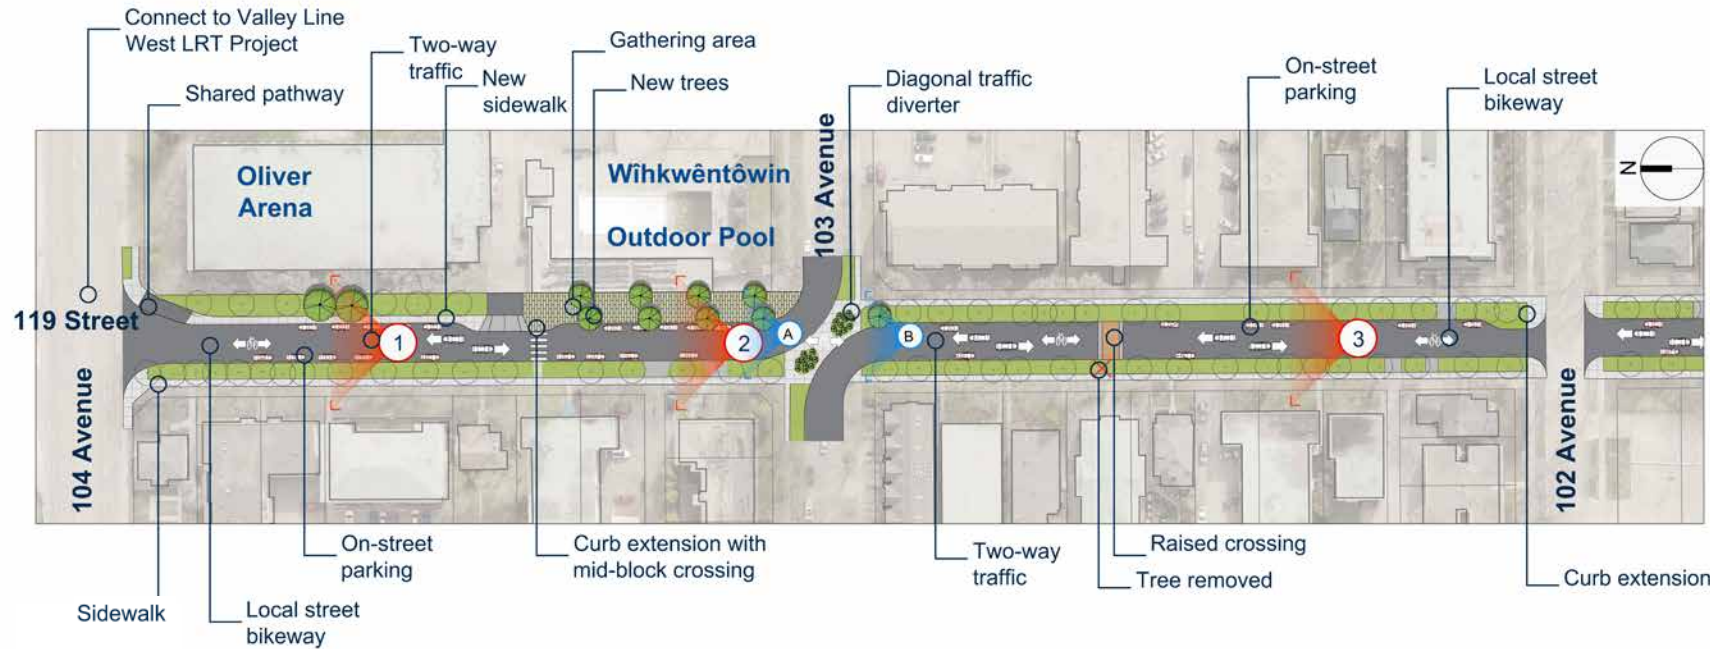 Connect to Valley Line
West LRT Project
Shared pathway
Two-way
traffic
New
sidewalk
Gathering area
New trees
Diagonal traffic
diverter
On-street
parking
Local street
bikeway
Oliver
Arena
Wîhkwêntôwin
Outdoor Pool
103 Avenue
N
119 Street
1
2
A
B
3
104 Avenue
102 Avenue
Sidewalk
Local street
bikeway
On-street
parking
Curb extension with
mid-block crossing
Two-way
traffic
Raised crossing
Tree removed
Curb extension